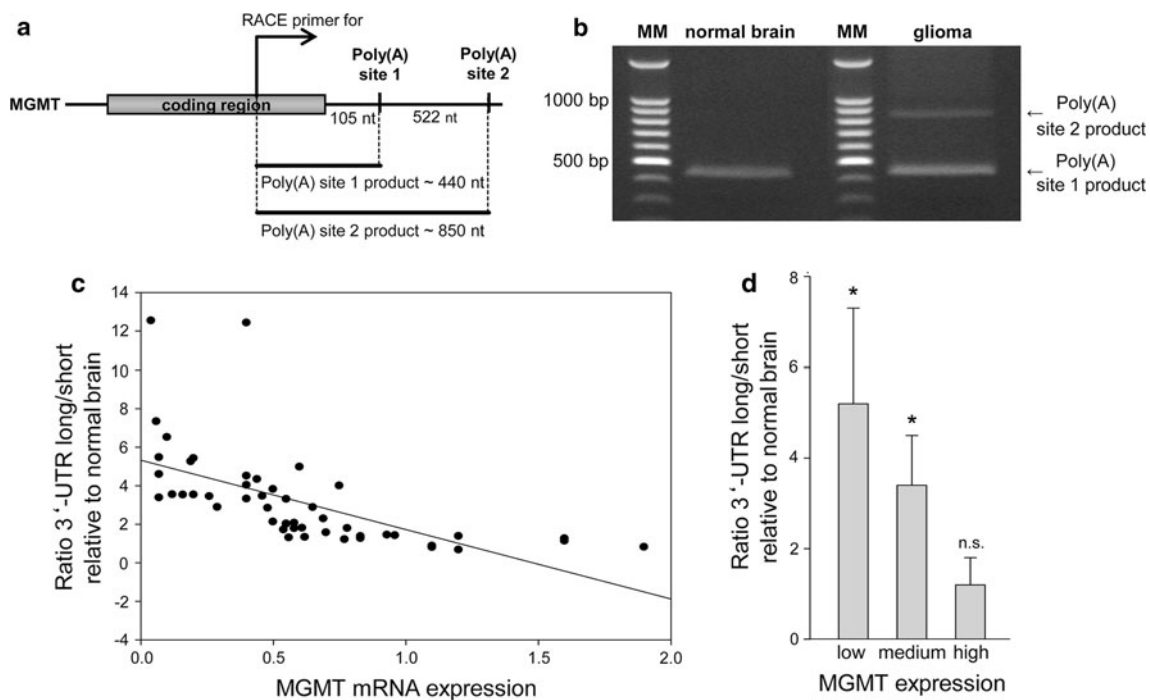 a
RACE primer for
Poly(A)
site 1
Poly(A)
site 2
MGMT
coding region
105 nt
522 nt
Poly(A) site 1 product ~ 440 nt
Poly(A) site 2 product ~ 850 nt
b
MM normal brain MM glioma
1000 bp
500 bp
← Poly(A)
site 2 product
← Poly(A)
site 1 product
c
Ratio 3 ‘-UTR long/short
relative to normal brain
14
12
10
8
6
4
2
0
-2
-4
0.0 0.5 1.0 1.5 2.0
MGMT mRNA expression
d
Ratio 3 ‘-UTR long/short
relative to normal brain
8
6
4
2
0
*
*
n.s.
low medium high
MGMT expression